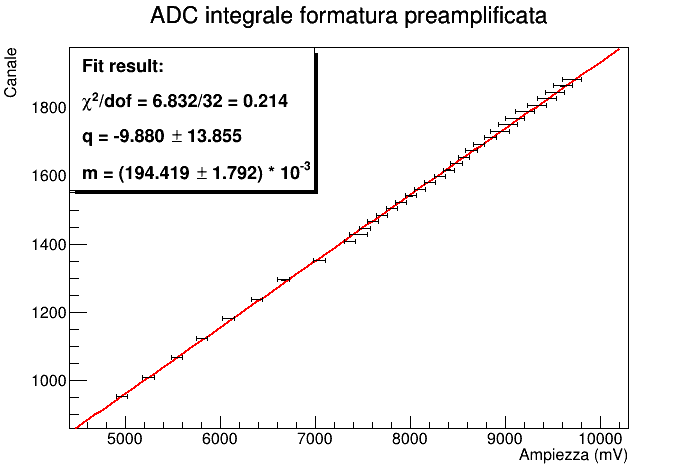 ADC integrale formatura preamplificata
Canale
Fit result:
χ²/dof = 6.832/32 = 0.214
q = -9.880 ± 13.855
m = (194.419 ± 1.792) * 10⁻³
1800
1600
1400
1200
1000
5000 6000 7000 8000 9000 10000
Ampiezza (mV)